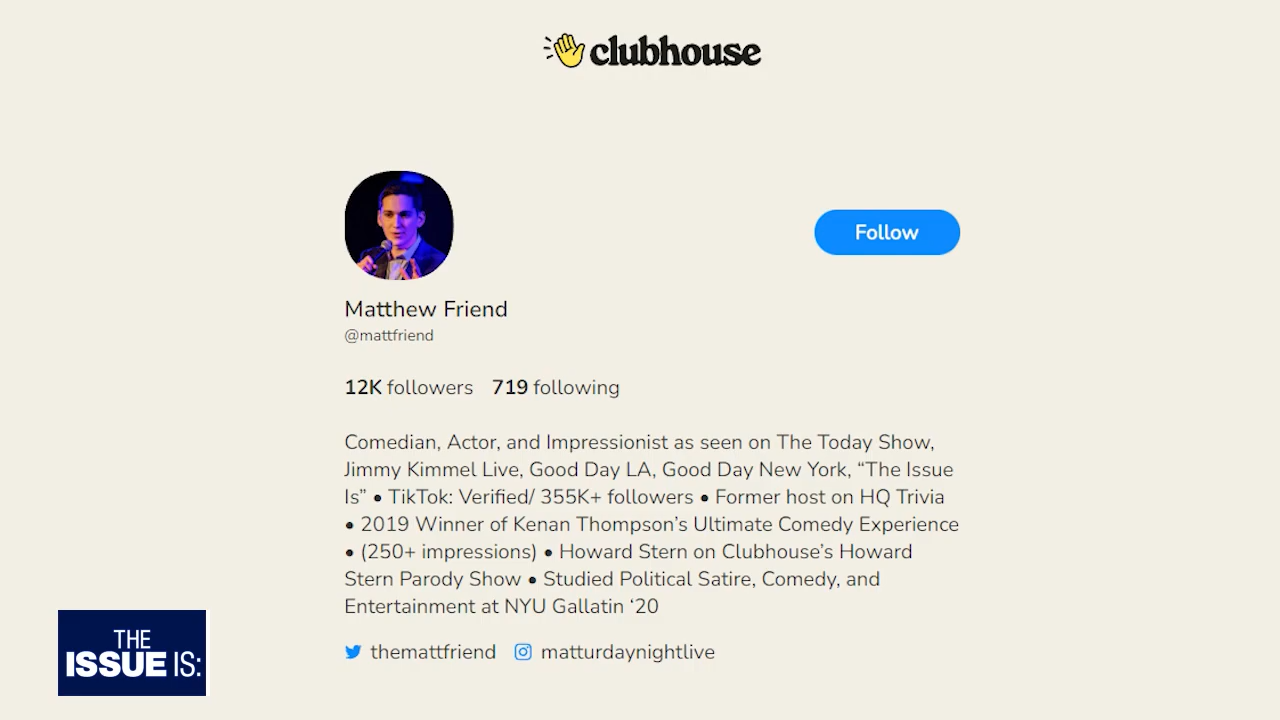 clubhouse
Follow
Matthew Friend
@mattfriend
12K followers 719 following
Comedian, Actor, and Impressionist as seen on The Today Show,
Jimmy Kimmel Live, Good Day LA, Good Day New York, “The Issue
Is” • TikTok: Verified/ 355K+ followers • Former host on HQ Trivia
• 2019 Winner of Kenan Thompson’s Ultimate Comedy Experience
• (250+ impressions) • Howard Stern on Clubhouse’s Howard
Stern Parody Show • Studied Political Satire, Comedy, and
Entertainment at NYU Gallatin ‘20
themattfriend matturdaynightlive
THE
ISSUE IS: